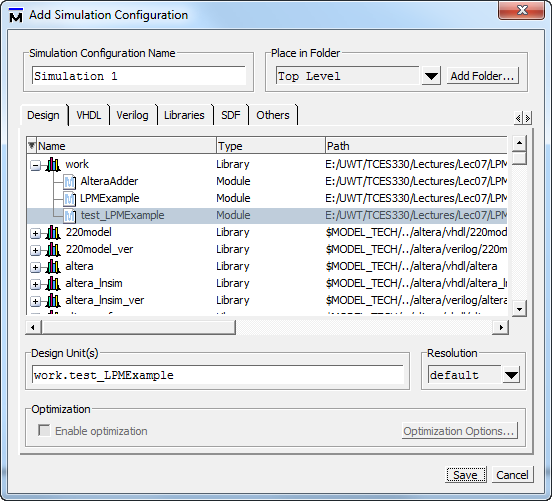 Add Simulation Configuration
Simulation Configuration Name
Place in Folder
Simulation 1
Top Level
Add Folder...
Design VHDL Verilog Libraries SDF Others
Name Type Path
work Library E:/UWT/TCES330/Lectures/Lec07/LPM
AlteraAdder Module E:/UWT/TCES330/Lectures/Lec07/LPM
LPMExample Module E:/UWT/TCES330/Lectures/Lec07/LPM
test_LPMExample Module E:/UWT/TCES330/Lectures/Lec07/LPM
220model Library $MODEL_TECH/../altera/vhdl/220mod
220model_ver Library $MODEL_TECH/../altera/verilog/220m
altera Library $MODEL_TECH/../altera/vhdl/altera
altera_lnsim Library $MODEL_TECH/../altera/vhdl/altera_ln
altera_lnsim_ver Library $MODEL_TECH/../altera/verilog/altera
Design Unit(s)
Resolution
work.test_LPMExample
default
Optimization
Enable optimization
Optimization Options...
Save Cancel